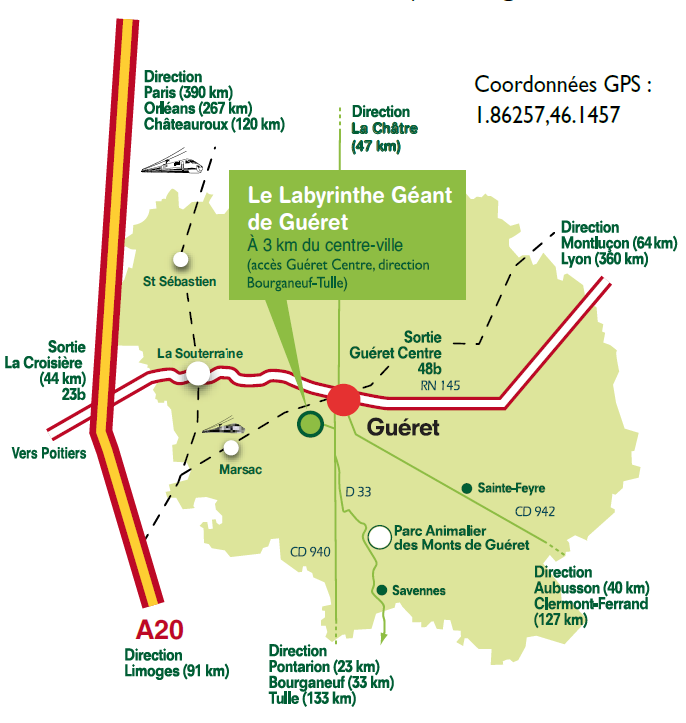 Direction
Paris (390 km)
Orléans (267 km)
Châteauroux (120 km)
Direction
La Châtre
(47 km)
Coordonnées GPS :
1.86257,46.1457
Le Labyrinthe Géant
de Guéret
À 3 km du centre-ville
(accès Guéret Centre, direction
Bourganeuf-Tulle)
Direction
Montluçon (64 km)
Lyon (360 km)
St Sébastien
Sortie
La Croisière
(44 km)
23b
La Souterraine
Sortie
Guéret Centre
48b
RN 145
Guéret
Vers Poitiers
Marsac
D 33
Sainte-Feyre
CD 942
Parc Animalier
des Monts de Guéret
CD 940
Savennes
Direction
Aubusson (40 km)
Clermont-Ferrand
(127 km)
A20
Direction
Limoges (91 km)
Direction
Pontarion (23 km)
Bourganeuf (33 km)
Tulle (133 km)